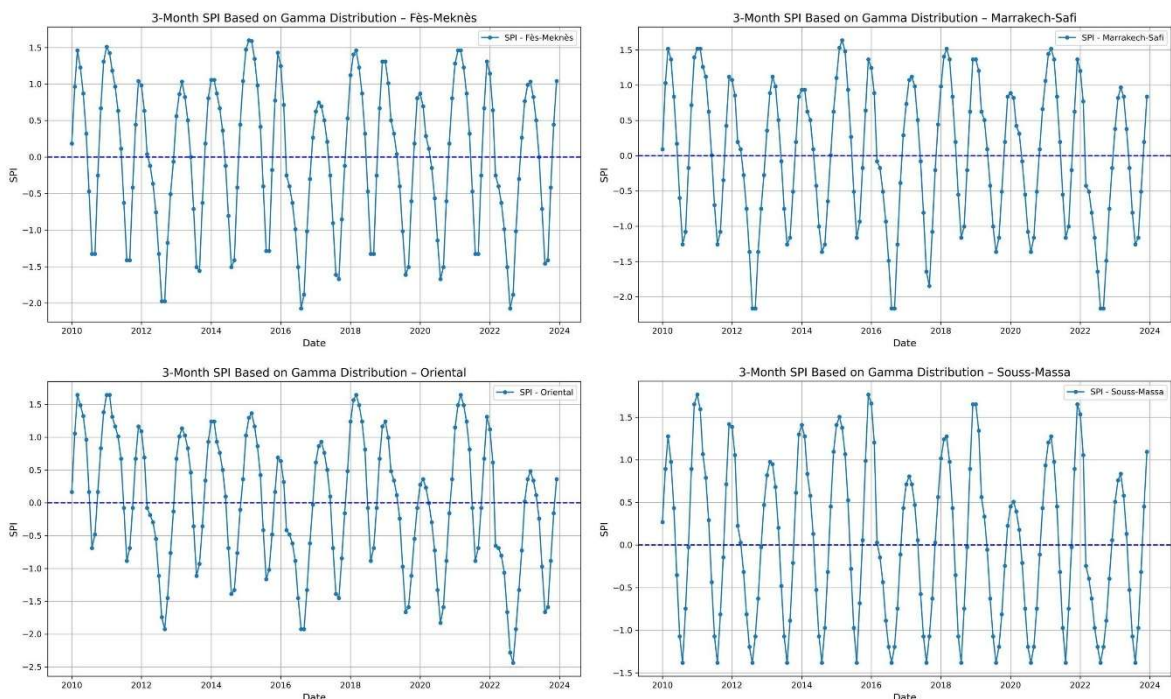 3-Month SPI Based on Gamma Distribution – Fès-Meknès
SPI - Fès-Meknès
1.5
1.0
0.5
0.0
−0.5
−1.0
−1.5
−2.0
SPI
2010 2012 2014 2016 2018 2020 2022 2024
Date
3-Month SPI Based on Gamma Distribution – Marrakech-Safi
SPI - Marrakech-Safi
1.5
1.0
0.5
0.0
−0.5
−1.0
−1.5
−2.0
SPI
2010 2012 2014 2016 2018 2020 2022 2024
Date
3-Month SPI Based on Gamma Distribution – Oriental
SPI - Oriental
1.5
1.0
0.5
0.0
−0.5
−1.0
−1.5
−2.0
−2.5
SPI
2010 2012 2014 2016 2018 2020 2022 2024
Date
3-Month SPI Based on Gamma Distribution – Souss-Massa
SPI - Souss-Massa
1.5
1.0
0.5
0.0
−0.5
−1.0
−1.5
SPI
2010 2012 2014 2016 2018 2020 2022 2024
Date